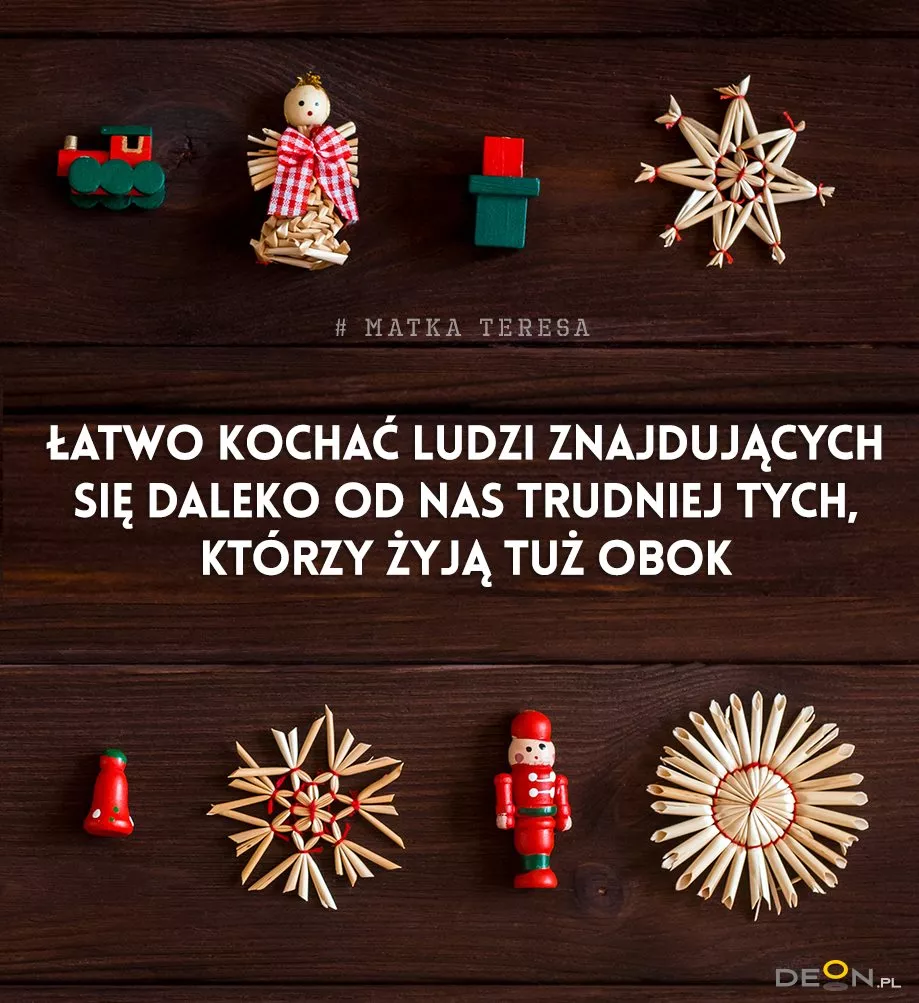 # MATKA TERESA
ŁATWO KOCHAĆ LUDZI ZNAJDUJĄCYCH
SIĘ DALEKO OD NAS TRUDNIEJ TYCH,
KTÓRZY ŻYJĄ TUŻ OBOK
DEON.PL